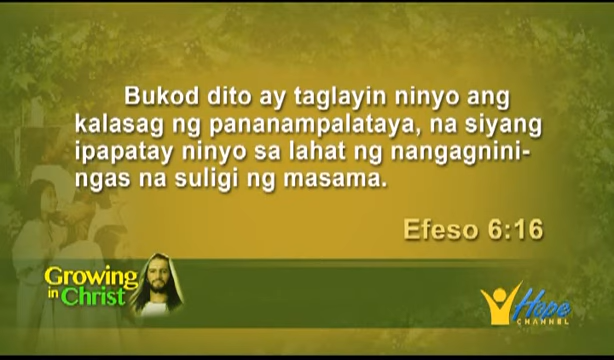 Bukod dito ay taglayin ninyo ang
kalasag ng pananampalataya, na siyang
ipapatay ninyo sa lahat ng nangagnini-
ngas na suligi ng masama.
Efeso 6:16
Growing
in Christ
Hope
CHANNEL